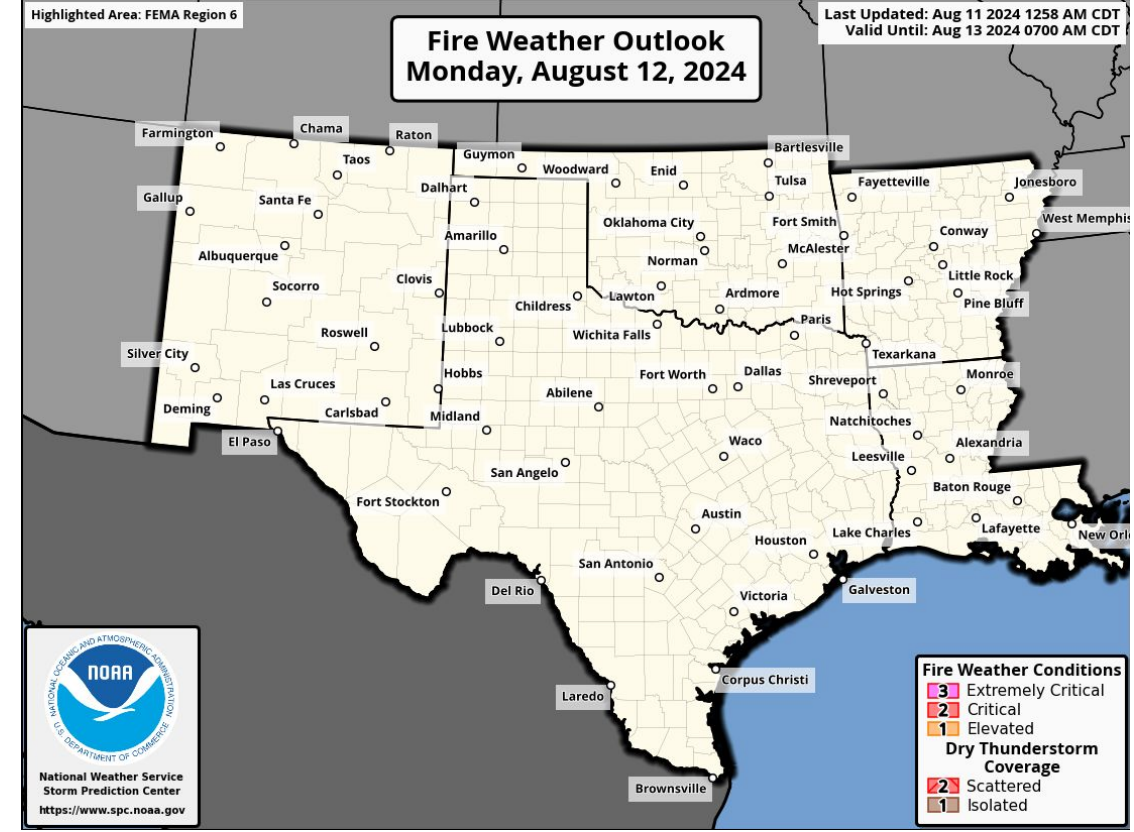 Highlighted Area: FEMA Region 6
Fire Weather Outlook
Monday, August 12, 2024
Last Updated: Aug 11 2024 1258 AM CDT
Valid Until: Aug 13 2024 0700 AM CDT
Farmington
Chama
Raton
Taos
Guymon
Woodward
Enid
Bartlesville
Tulsa
Fayetteville
Jonesboro
Gallup
Santa Fe
Dalhart
Oklahoma City
Fort Smith
Conway
West Memphis
Albuquerque
Amarillo
Norman
McAlester
Little Rock
Socorro
Clovis
Childress
Lawton
Ardmore
Hot Springs
Pine Bluff
Roswell
Lubbock
Wichita Falls
Paris
Texarkana
Silver City
Las Cruces
Hobbs
Abilene
Fort Worth
Dallas
Shreveport
Monroe
Deming
Carlsbad
Midland
Natchitoches
El Paso
San Angelo
Waco
Leesville
Alexandria
Fort Stockton
Baton Rouge
Austin
Houston
Lake Charles
Lafayette
New Orl
Del Rio
San Antonio
Galveston
Victoria
Laredo
Corpus Christi
Brownsville
NATIONAL OCEANIC AND ATMOSPHERIC ADMINISTRATION
NOAA
U.S. DEPARTMENT OF COMMERCE
National Weather Service
Storm Prediction Center
https://www.spc.noaa.gov
Fire Weather Conditions
3 Extremely Critical
2 Critical
1 Elevated
Dry Thunderstorm
Coverage
2 Scattered
1 Isolated